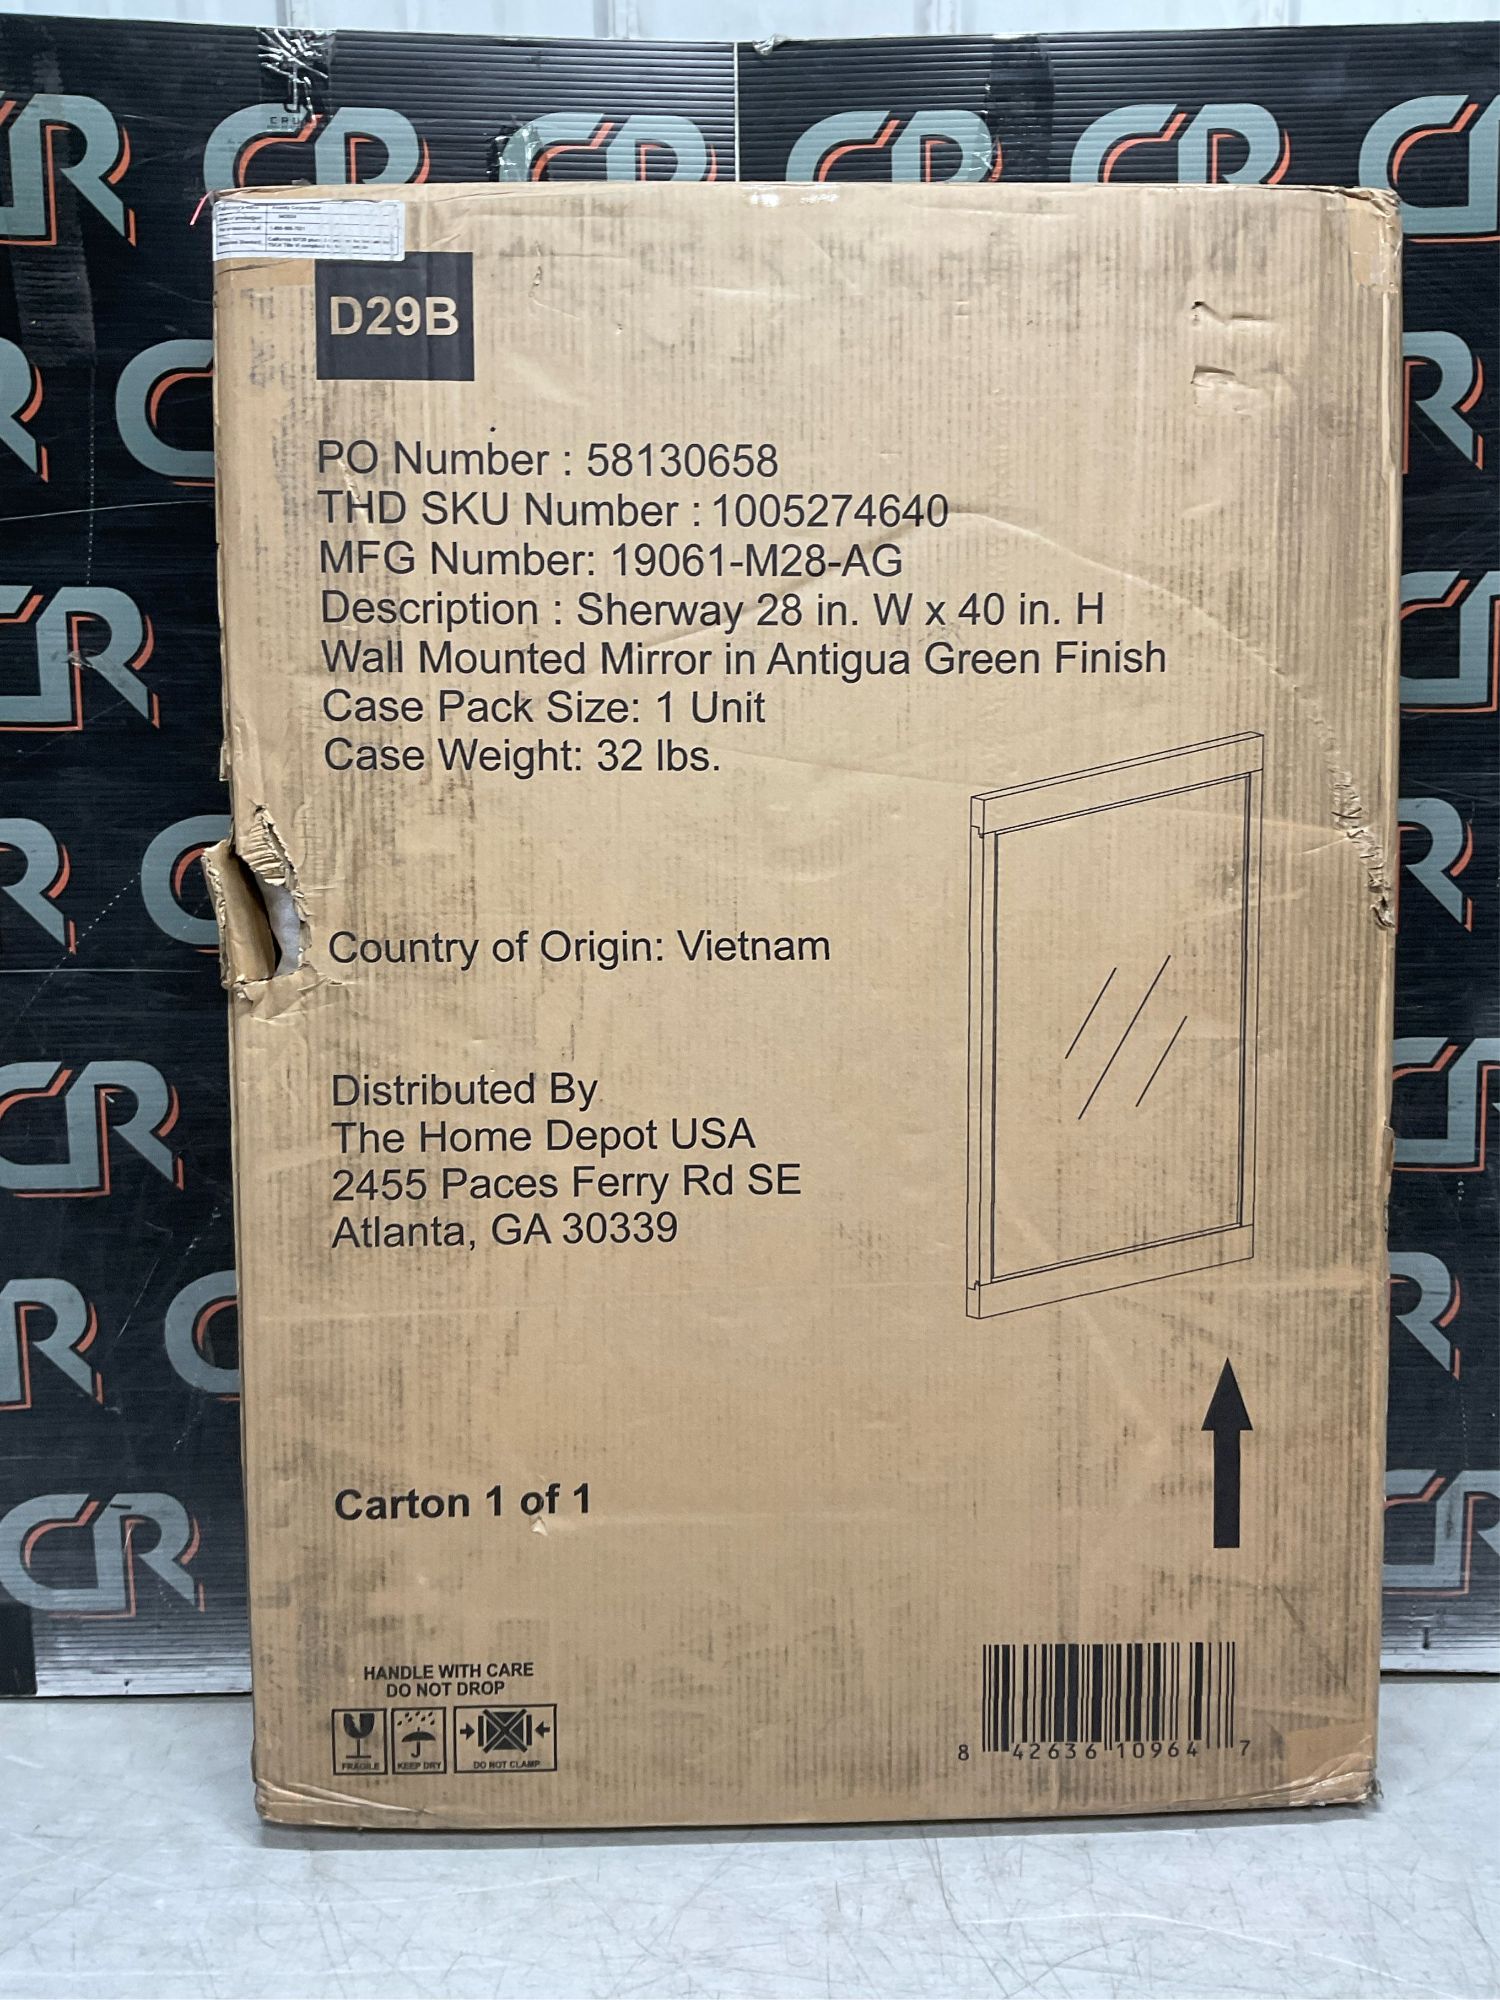 D29B
PO Number : 58130658
THD SKU Number : 1005274640
MFG Number: 19061-M28-AG
Description : Sherway 28 in. W x 40 in. H
Wall Mounted Mirror in Antigua Green Finish
Case Pack Size: 1 Unit
Case Weight: 32 lbs.
Country of Origin: Vietnam
Distributed By
The Home Depot USA
2455 Paces Ferry Rd SE
Atlanta, GA 30339
Carton 1 of 1
HANDLE WITH CARE
DO NOT DROP
FRAGILE KEEP DRY DO NOT CLAMP
8 42636 10964 7